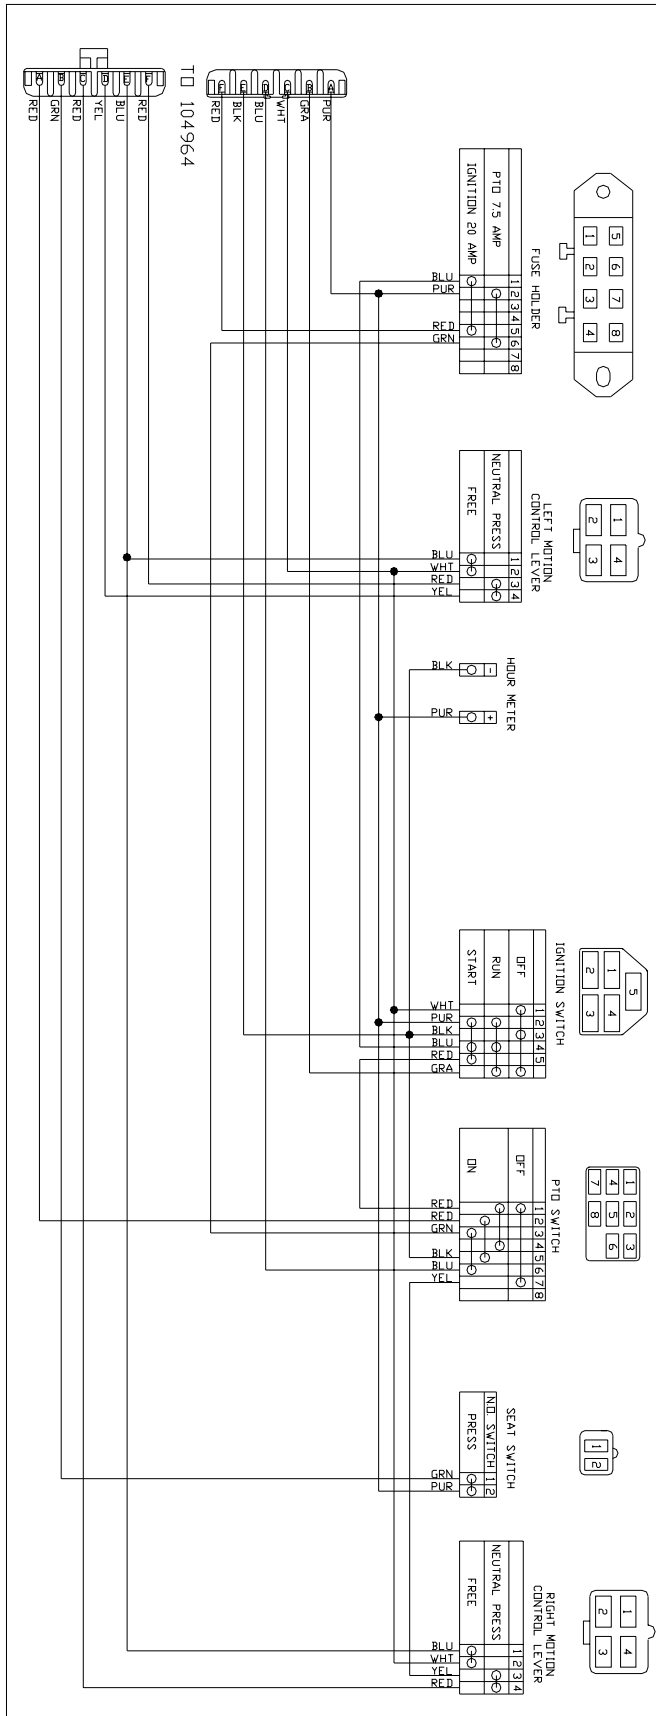 RED
GRN
RED
YEL
BLU
RED
TO 104964
RED
BLK
BLU
WHT
GRA
PUR
FUSE HOLDER
PTO 7.5 AMP
IGNITION 20 AMP
1 2 3 4 5 6 7 8
BLU
PUR
RED
GRN
5 6 7 8
1 2 3 4
LEFT MOTION
CONTROL LEVER
NEUTRAL PRESS
FREE
1 2 3 4
BLU
WHT
RED
YEL
1 4
2 3
HOUR METER
BLK
-
PUR
+
IGNITION SWITCH
OFF
RUN
START
1 2 3 4 5
WHT
PUR
BLK
BLU
RED
GRA
5
1 4
2 3
PTO SWITCH
OFF
ON
1 2 3 4 5 6 7 8
RED
RED
GRN
BLK
BLU
YEL
1 2 3
4 5 6
7 8
SEAT SWITCH
N.O. SWITCH
PRESS
1 2
GRN
PUR
1 2
RIGHT MOTION
CONTROL LEVER
NEUTRAL PRESS
FREE
1 2 3 4
BLU
WHT
YEL
RED
1 4
2 3